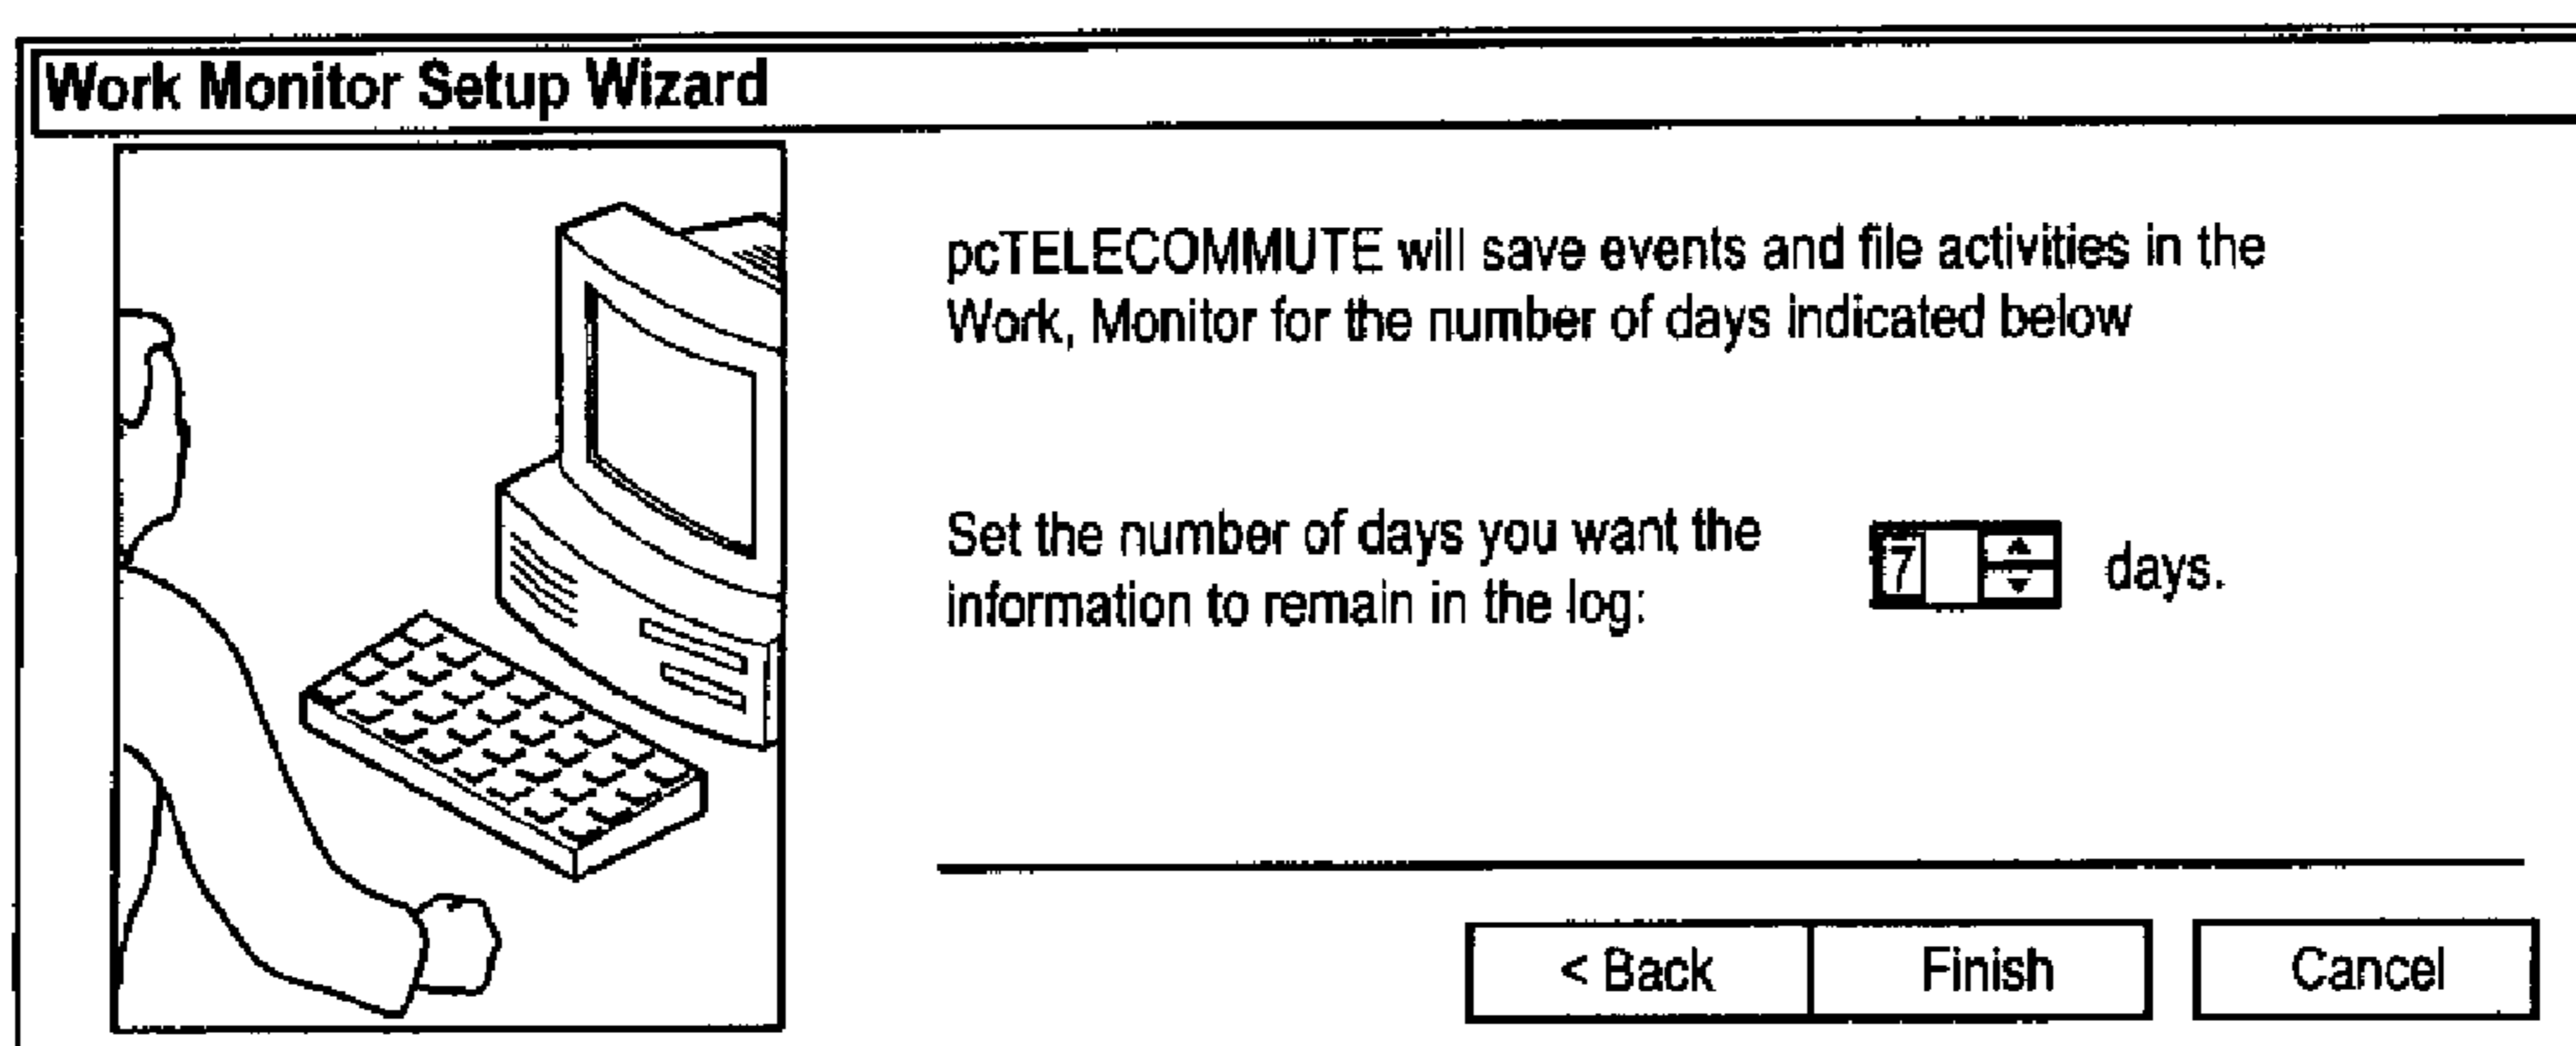 Work Monitor Setup Wizard
pcTELECOMMUTE will save events and file activities in the
Work, Monitor for the number of days indicated below
Set the number of days you want the
information to remain in the log:
7 days.
< Back Finish Cancel